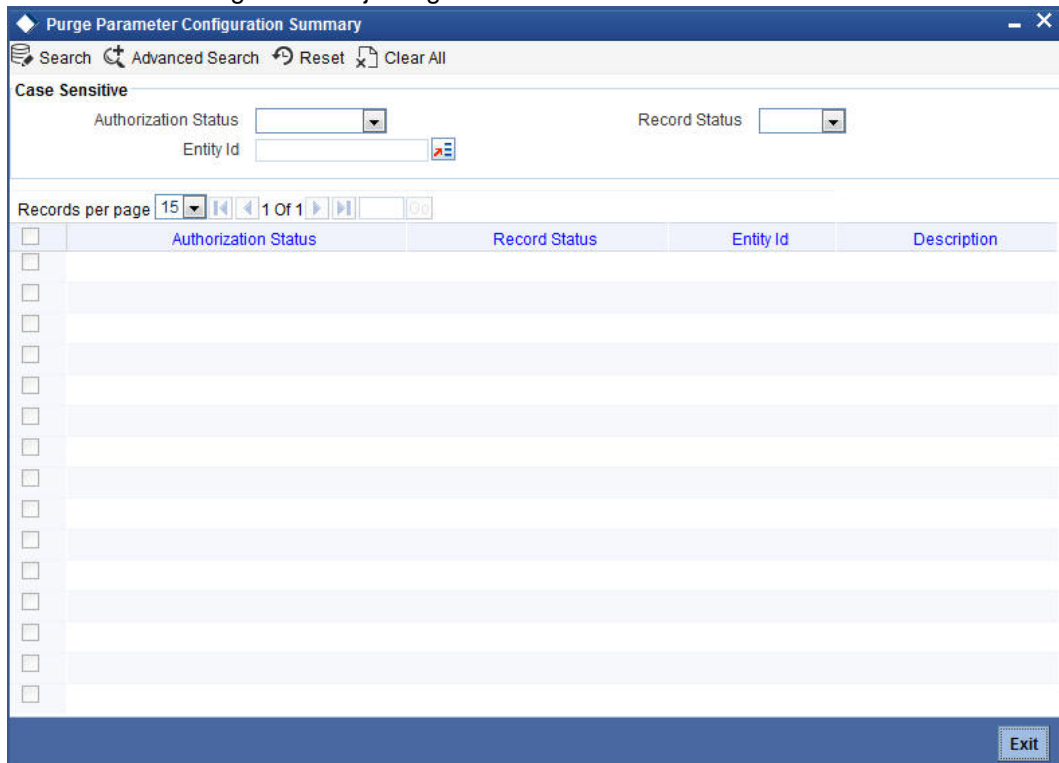 Purge Parameter Configuration Summary
Search Advanced Search Reset Clear All
Case Sensitive
Authorization Status Record Status
Entity Id
Records per page 15 1 Of 1 Go
Authorization Status Record Status Entity Id Description
Exit